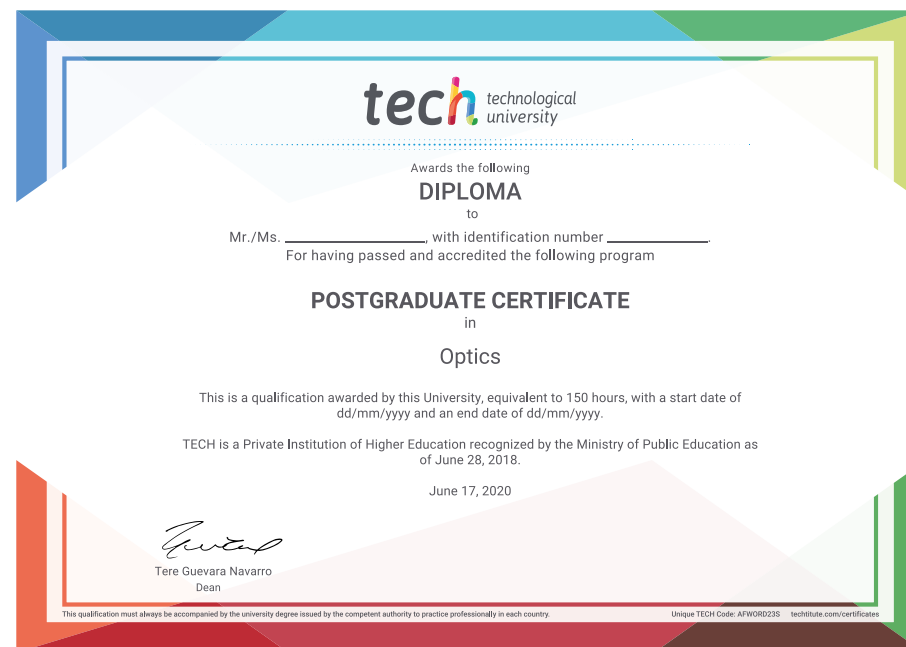 tech technological
university
Awards the following
DIPLOMA
to
Mr./Ms. ____________________, with identification number ______________.
For having passed and accredited the following program
POSTGRADUATE CERTIFICATE
in
Optics
This is a qualification awarded by this University, equivalent to 150 hours, with a start date of
dd/mm/yyyy and an end date of dd/mm/yyyy.
TECH is a Private Institution of Higher Education recognized by the Ministry of Public Education as
of June 28, 2018.
June 17, 2020
Tere Guevara Navarro
Dean
This qualification must always be accompanied by the university degree issued by the competent authority to practice professionally in each country. Unique TECH Code: AFWORD23S techtitute.com/certificates